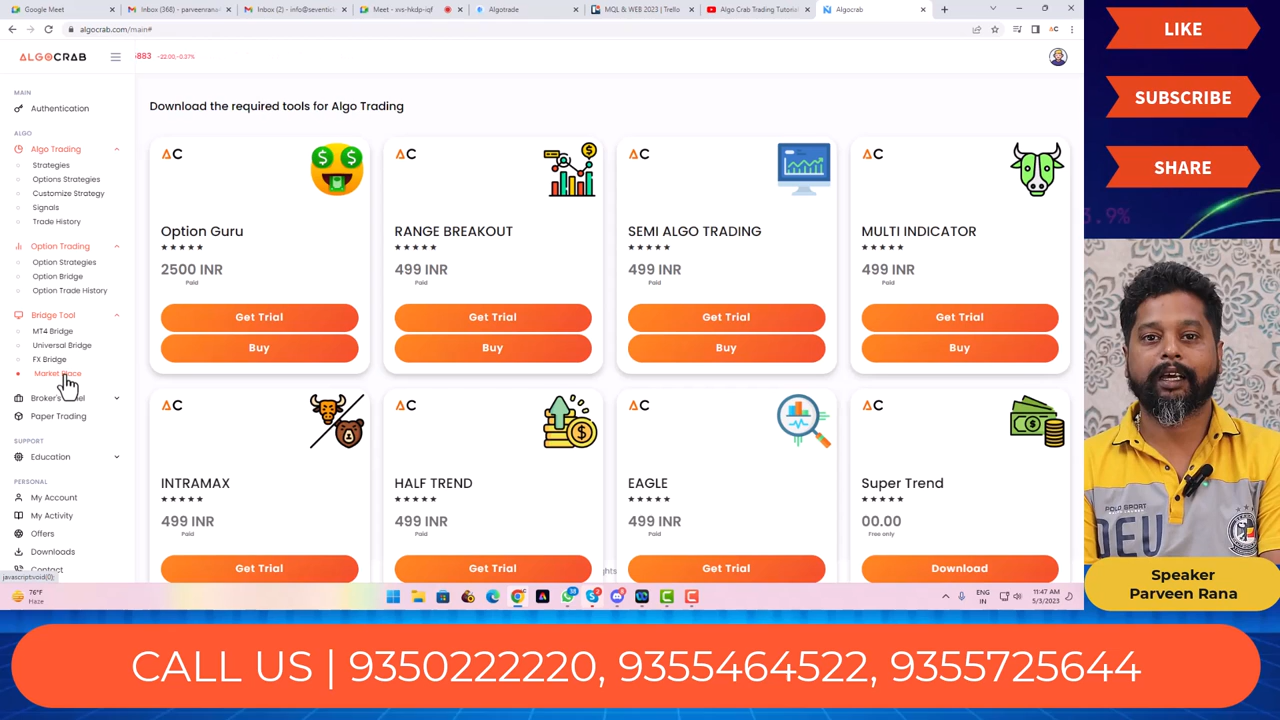 Google Meet
Inbox (368) - parveenrana
Inbox (2) - info@seventic
Meet - xvs-hkdp-iqf
Algotrade
MQL & WEB 2023 | Trello
Algo Crab Trading Tutorial
Algocrab
algocrab.com/main#
ALGOCRAB
5883 -22.00,-0.37%
MAIN
Authentication
ALGO
Algo Trading
Strategies
Options Strategies
Customize Strategy
Signals
Trade History
Option Trading
Option Strategies
Option Bridge
Option Trade History
Bridge Tool
MT4 Bridge
Universal Bridge
FX Bridge
Market Place
Paper Trading
SUPPORT
Education
PERSONAL
My Account
My Activity
Offers
Downloads
Contact
javascript:void(0);
Download the required tools for Algo Trading
AC
Option Guru
2500 INR
Paid
Get Trial
Buy
AC
RANGE BREAKOUT
499 INR
Paid
Get Trial
Buy
AC
SEMI ALGO TRADING
499 INR
Paid
Get Trial
Buy
AC
MULTI INDICATOR
499 INR
Paid
Get Trial
Buy
AC
INTRAMAX
499 INR
Paid
Get Trial
AC
HALF TREND
499 INR
Paid
Get Trial
AC
EAGLE
499 INR
Paid
Get Trial
AC
Super Trend
00.00
Free only
Download
76°F
Haze
ENG
IN
11:47 AM
5/3/2023
LIKE
SUBSCRIBE
SHARE
3.9%
POLO SPORT
DEU
Speaker
Parveen Rana
CALL US | 9350222220, 9355464522, 9355725644